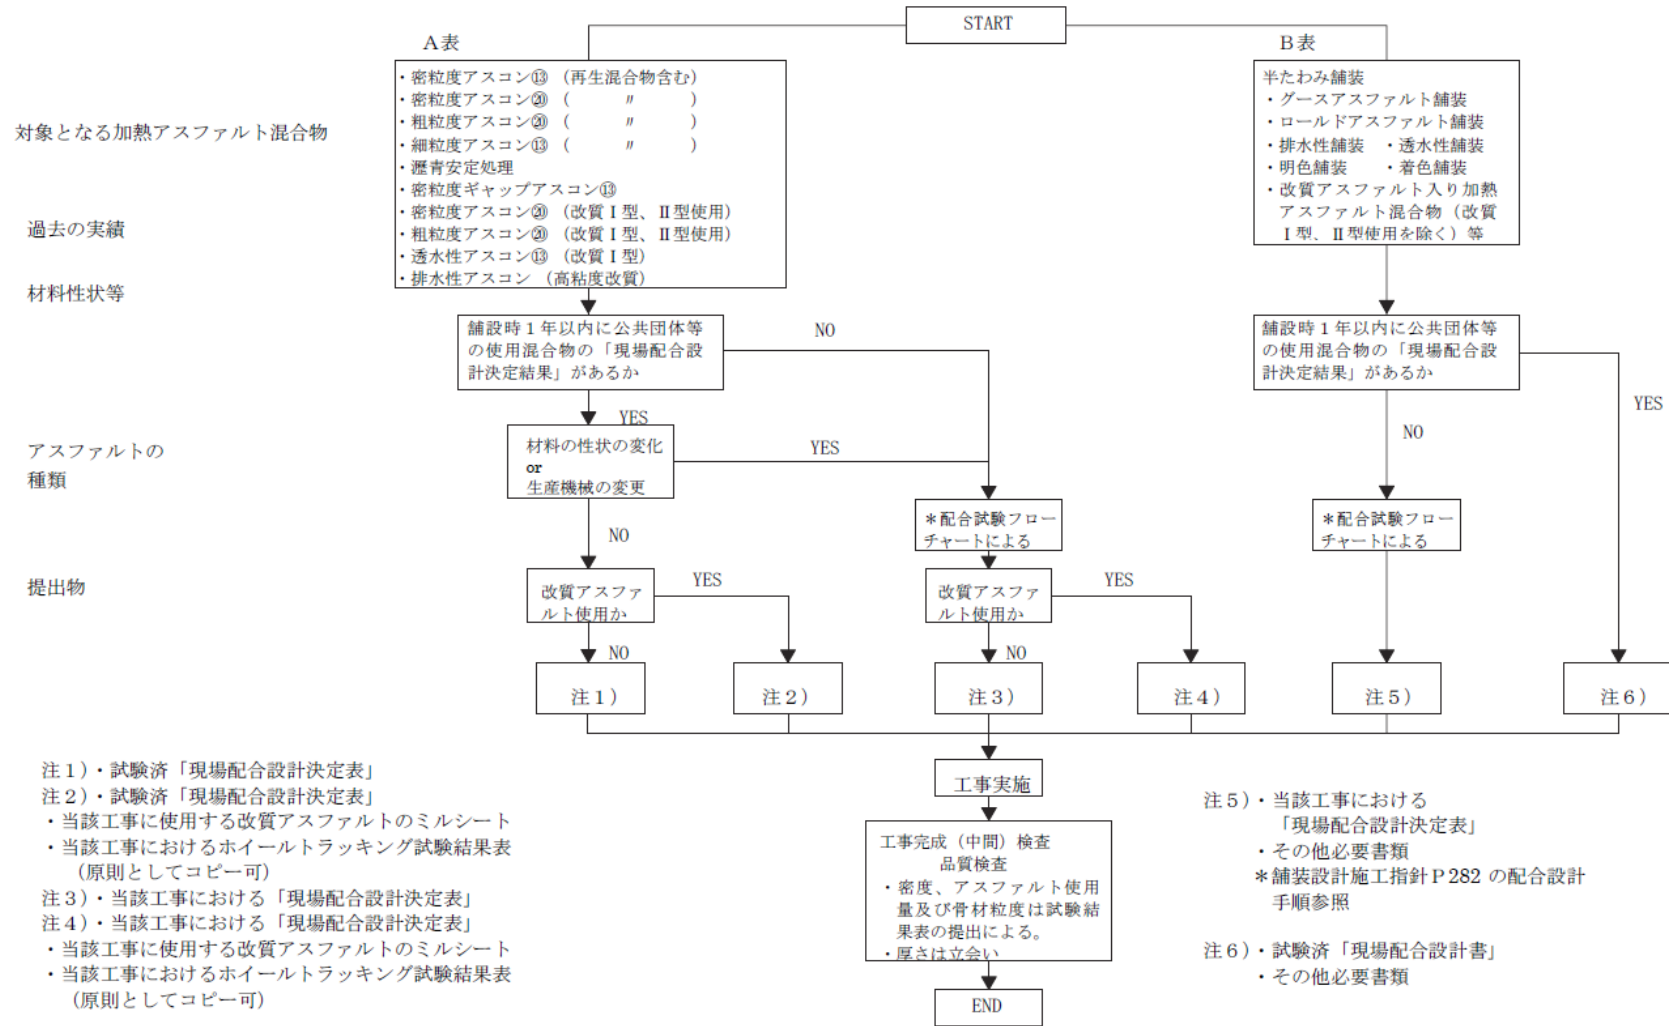 START
A表
・密粒度アスコン⑬ (再生混合物含む)
・密粒度アスコン⑳ ( 〃 )
・粗粒度アスコン⑳ ( 〃 )
・細粒度アスコン⑬ ( 〃 )
・瀝青安定処理
・密粒度ギャップアスコン⑬
・密粒度アスコン⑳ (改質Ⅰ型、Ⅱ型使用)
・粗粒度アスコン⑳ (改質Ⅰ型、Ⅱ型使用)
・透水性アスコン⑬ (改質Ⅰ型)
・排水性アスコン (高粘度改質)
B表
半たわみ舗装
・グースアスファルト舗装
・ロールドアスファルト舗装
・排水性舗装 ・透水性舗装
・明色舗装 ・着色舗装
・改質アスファルト入り加熱
アスファルト混合物(改質
Ⅰ型、Ⅱ型使用を除く)等
対象となる加熱アスファルト混合物
過去の実績
材料性状等
アスファルトの
種類
提出物
舗設時1年以内に公共団体等
の使用混合物の「現場配合設
計決定結果」があるか
NO
YES
材料の性状の変化
or
生産機械の変更
YES
NO
*配合試験フロー
チャートによる
改質アスファ
ルト使用か
YES
NO
改質アスファ
ルト使用か
YES
NO
舗設時1年以内に公共団体等
の使用混合物の「現場配合設
計決定結果」があるか
YES
NO
*配合試験フロー
チャートによる
注1)
注2)
注3)
注4)
注5)
注6)
工事実施
工事完成(中間)検査
品質検査
・密度、アスファルト使用
量及び骨材粒度は試験結
果表の提出による。
・厚さは立会い
END
注1)・試験済「現場配合設計決定表」
注2)・試験済「現場配合設計決定表」
・当該工事に使用する改質アスファルトのミルシート
・当該工事におけるホイールトラッキング試験結果表
(原則としてコピー可)
注3)・当該工事における「現場配合設計決定表」
注4)・当該工事における「現場配合設計決定表」
・当該工事に使用する改質アスファルトのミルシート
・当該工事におけるホイールトラッキング試験結果表
(原則としてコピー可)
注5)・当該工事における
「現場配合設計決定表」
・その他必要書類
*舗装設計施工指針P282の配合設計
手順参照
注6)・試験済「現場配合設計書」
・その他必要書類